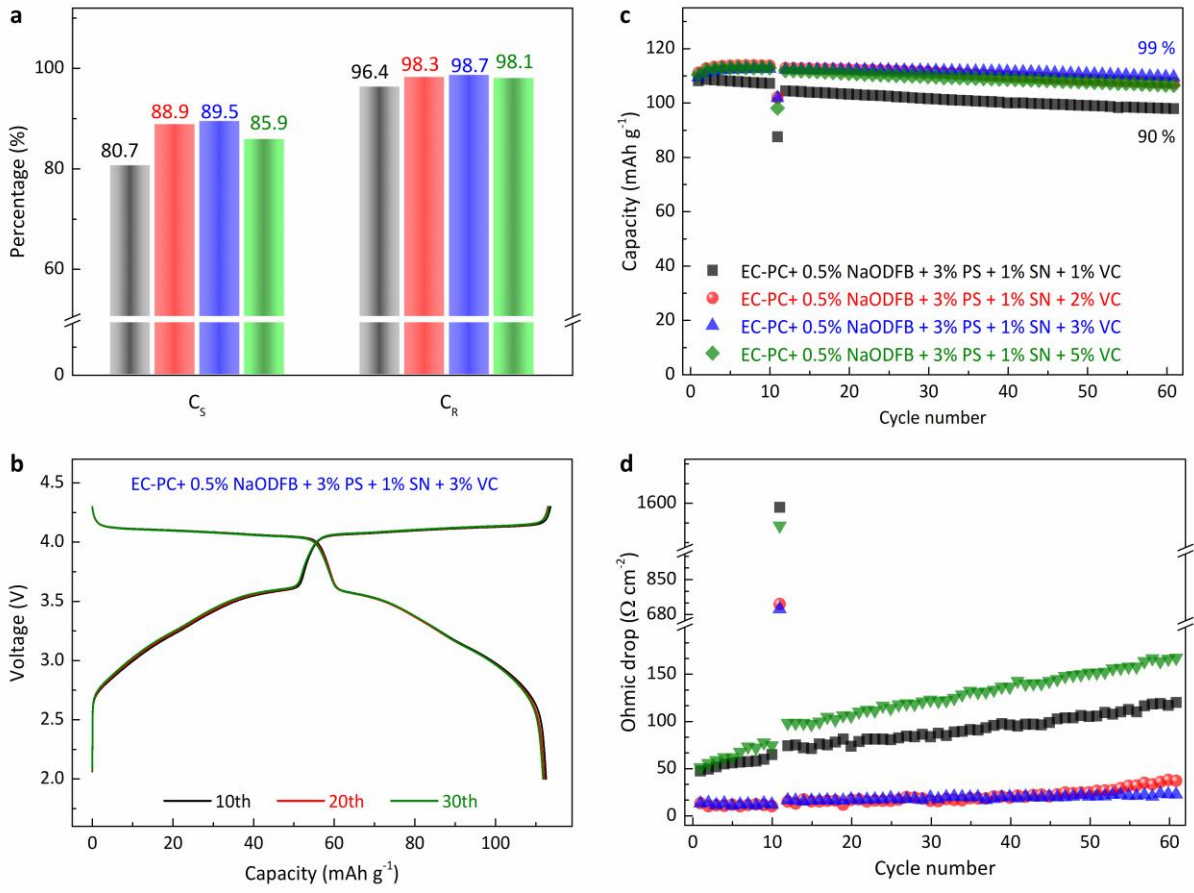 a
Percentage (%)
100
80
60
0
80.7
88.9
89.5
85.9
96.4
98.3
98.7
98.1
C_S
C_R
b
EC-PC+ 0.5% NaODFB + 3% PS + 1% SN + 3% VC
Voltage (V)
4.5
4.0
3.5
3.0
2.5
2.0
10th 20th 30th
0 20 40 60 80 100
Capacity (mAh g⁻¹)
c
Capacity (mAh g⁻¹)
120
100
80
60
40
20
0
99 %
90 %
EC-PC+ 0.5% NaODFB + 3% PS + 1% SN + 1% VC
EC-PC+ 0.5% NaODFB + 3% PS + 1% SN + 2% VC
EC-PC+ 0.5% NaODFB + 3% PS + 1% SN + 3% VC
EC-PC+ 0.5% NaODFB + 3% PS + 1% SN + 5% VC
0 10 20 30 40 50 60
Cycle number
d
Ohmic drop (Ω cm⁻²)
1600
850
680
150
100
50
0
0 10 20 30 40 50 60
Cycle number